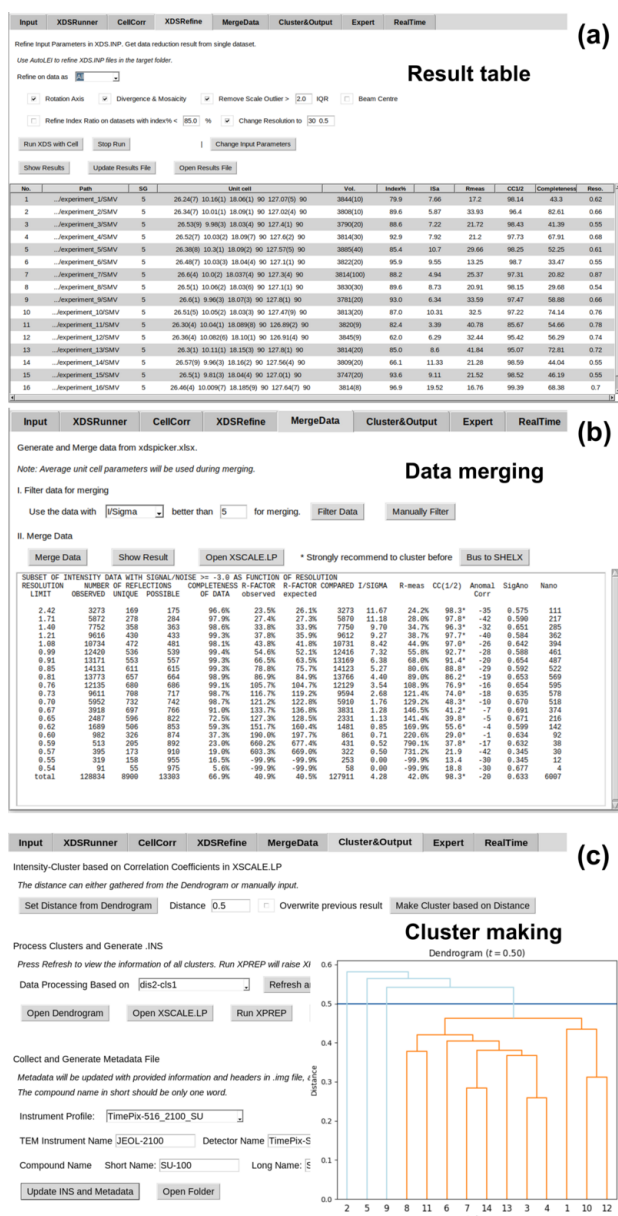 Input XDSRunner CellCorr XDSRefine MergeData Cluster&Output Expert RealTime
(a)
Refine Input Parameters in XDS.INP. Get data reduction result from single dataset.
Use AutoLEI to refine XDS.INP files in the target folder.
Result table
Refine on data as
Rotation Axis Divergence & Mosaicity Remove Scale Outlier > 2.0 IQR Beam Centre
Refine Index Ratio on datasets with index% < 85.0 % Change Resolution to 30 0.5
Run XDS with Cell Stop Run | Change Input Parameters
Show Results Update Results File Open Results File
No. Path SG Unit cell Vol. Index% ISa Rmeas CC1/2 Completeness Reso.
1 .../experiment_1/SMV 5 26.24(7) 10.16(1) 18.06(1) 90 127.07(5) 90 3844(10) 79.9 7.66 17.2 98.14 43.3 0.62
2 .../experiment_2/SMV 5 26.34(7) 10.01(1) 18.09(1) 90 127.02(4) 90 3808(10) 89.6 5.87 33.93 96.4 82.61 0.66
3 .../experiment_3/SMV 5 26.53(9) 9.98(3) 18.03(4) 90 127.4(1) 90 3790(20) 88.6 7.22 21.72 98.43 41.39 0.55
4 .../experiment_4/SMV 5 26.52(7) 10.03(2) 18.09(7) 90 127.6(2) 90 3814(30) 92.9 7.92 21.2 97.73 67.91 0.68
5 .../experiment_5/SMV 5 26.38(8) 10.3(1) 18.09(2) 90 127.57(5) 90 3885(40) 85.4 10.7 29.66 98.25 52.25 0.61
6 .../experiment_6/SMV 5 26.48(7) 10.03(3) 18.04(4) 90 127.1(1) 90 3822(20) 95.9 9.55 13.25 98.7 33.47 0.55
7 .../experiment_7/SMV 5 26.6(4) 10.0(2) 18.037(4) 90 127.3(4) 90 3814(100) 88.2 4.94 25.37 97.31 20.82 0.87
8 .../experiment_8/SMV 5 26.5(1) 10.06(2) 18.03(6) 90 127.1(1) 90 3830(30) 89.6 8.73 20.91 98.15 29.68 0.54
9 .../experiment_9/SMV 5 26.6(1) 9.96(3) 18.07(3) 90 127.8(1) 90 3781(20) 93.0 6.34 33.59 97.47 58.88 0.66
10 .../experiment_10/SMV 5 26.51(5) 10.05(2) 18.03(3) 90 127.47(9) 90 3813(20) 87.0 10.31 32.5 97.22 74.14 0.76
11 .../experiment_11/SMV 5 26.30(4) 10.04(1) 18.089(8) 90 126.89(2) 90 3820(9) 82.4 3.39 40.78 85.67 54.66 0.78
12 .../experiment_12/SMV 5 26.36(4) 10.082(6) 18.10(1) 90 126.91(4) 90 3845(9) 62.0 6.29 32.44 95.42 56.29 0.74
13 .../experiment_13/SMV 5 26.3(1) 10.11(1) 18.15(3) 90 127.8(1) 90 3814(20) 85.0 8.6 41.84 95.07 72.81 0.72
14 .../experiment_14/SMV 5 26.57(9) 9.96(3) 18.16(2) 90 127.56(4) 90 3809(20) 66.1 11.33 21.28 98.59 44.04 0.55
15 .../experiment_15/SMV 5 26.5(1) 9.81(3) 18.04(4) 90 127.0(1) 90 3747(20) 93.6 9.11 21.52 98.52 46.19 0.55
16 .../experiment_16/SMV 5 26.46(4) 10.009(7) 18.185(9) 90 127.64(7) 90 3814(8) 96.9 19.52 16.76 99.39 68.38 0.7
Input XDSRunner CellCorr XDSRefine MergeData Cluster&Output Expert RealTime
(b)
Generate and Merge data from xdspicker.xlsx.
Note: Average unit cell parameters will be used during merging.
Data merging
I. Filter data for merging
Use the data with I/Sigma better than 5 for merging. Filter Data Manually Filter
II. Merge Data
Merge Data Show Result Open XSCALE.LP * Strongly recommend to cluster before Bus to SHELX
SUBSET OF INTENSITY DATA WITH SIGNAL/NOISE >= -3.0 AS FUNCTION OF RESOLUTION
RESOLUTION NUMBER OF REFLECTIONS COMPLETENESS R-FACTOR R-FACTOR COMPARED I/SIGMA R-meas CC(1/2) Anomal SigAno Nano
LIMIT OBSERVED UNIQUE POSSIBLE OF DATA observed expected Corr
2.42 3273 169 175 96.6% 23.5% 26.1% 3273 11.67 24.2% 98.3* -35 0.575 111
1.71 5872 278 284 97.9% 27.4% 27.3% 5870 11.18 28.0% 97.8* -42 0.590 217
1.40 7752 358 363 98.6% 33.8% 33.9% 7750 9.70 34.7% 96.3* -32 0.651 285
1.21 9616 430 433 99.3% 37.8% 35.9% 9612 9.27 38.7% 97.7* -40 0.584 362
1.08 10734 472 481 98.1% 43.8% 41.8% 10731 8.42 44.9% 97.0* -26 0.642 394
0.99 12420 536 539 99.4% 54.6% 52.1% 12416 7.32 55.8% 92.7* -28 0.588 461
0.91 13171 553 557 99.3% 66.5% 63.5% 13169 6.38 68.0% 91.4* -20 0.654 487
0.85 14131 611 615 99.3% 78.8% 75.7% 14123 5.27 80.6% 88.8* -29 0.592 522
0.81 13773 657 664 98.9% 86.9% 84.9% 13766 4.40 89.0% 86.2* -19 0.653 569
0.76 12135 680 686 99.1% 105.7% 104.7% 12129 3.54 108.9% 76.9* -16 0.654 595
0.73 9611 708 717 98.7% 116.7% 119.2% 9594 2.68 121.4% 74.0* -18 0.635 578
0.70 5952 732 742 98.7% 121.2% 122.8% 5910 1.76 129.2% 48.3* -10 0.670 518
0.67 3918 697 766 91.0% 133.7% 136.8% 3831 1.28 146.5% 41.2* -7 0.691 374
0.65 2487 596 822 72.5% 127.3% 128.5% 2331 1.13 141.4% 39.8* -5 0.671 216
0.62 1689 506 853 59.3% 151.7% 160.4% 1481 0.85 169.9% 55.6* -4 0.599 142
0.60 982 326 874 37.3% 190.0% 197.7% 861 0.71 220.6% 29.0* -1 0.634 92
0.59 513 205 892 23.0% 660.2% 677.4% 431 0.52 790.1% 37.8* -17 0.632 38
0.57 395 173 910 19.0% 603.3% 669.0% 322 0.50 731.2% 21.9 -42 0.345 30
0.55 319 158 955 16.5% -99.9% -99.9% 253 0.00 -99.9% 13.4 -30 0.345 12
0.54 91 55 975 5.6% -99.9% -99.9% 58 0.00 -99.9% 18.8 -30 0.677 4
total 128834 8900 13303 66.9% 40.9% 40.5% 127911 4.28 42.0% 98.3* -20 0.633 6007
Input XDSRunner CellCorr XDSRefine MergeData Cluster&Output Expert RealTime
(c)
Intensity-Cluster based on Correlation Coefficients in XSCALE.LP
The distance can either gathered from the Dendrogram or manually input.
Set Distance from Dendrogram Distance 0.5 Overwrite previous result Make Cluster based on Distance
Cluster making
Process Clusters and Generate .INS
Press Refresh to view the information of all clusters. Run XPREP will raise
Data Processing Based on dis2-cls1 Refresh
Open Dendrogram Open XSCALE.LP Run XPREP
Collect and Generate Metadata File
Metadata will be updated with provided information and headers in .img file,
The compound name in short should be only one word.
Instrument Profile: TimePix-516_2100_SU
TEM Instrument Name JEOL-2100 Detector Name TimePix-S
Compound Name Short Name: SU-100 Long Name:
Update INS and Metadata Open Folder
Dendrogram (t = 0.50)
Distance
0.6
0.5
0.4
0.3
0.2
0.1
0.0
2 5 9 8 11 6 7 14 13 3 4 1 10 12